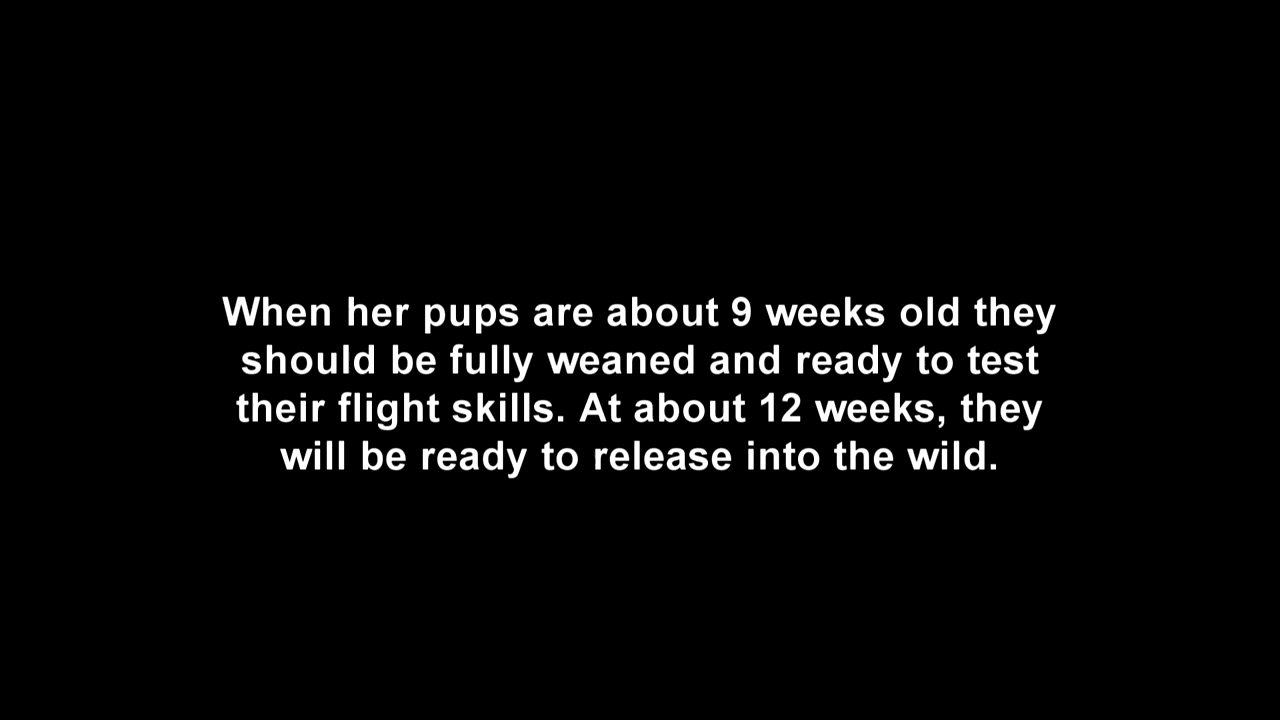 When her pups are about 9 weeks old they
should be fully weaned and ready to test
their flight skills. At about 12 weeks, they
will be ready to release into the wild.